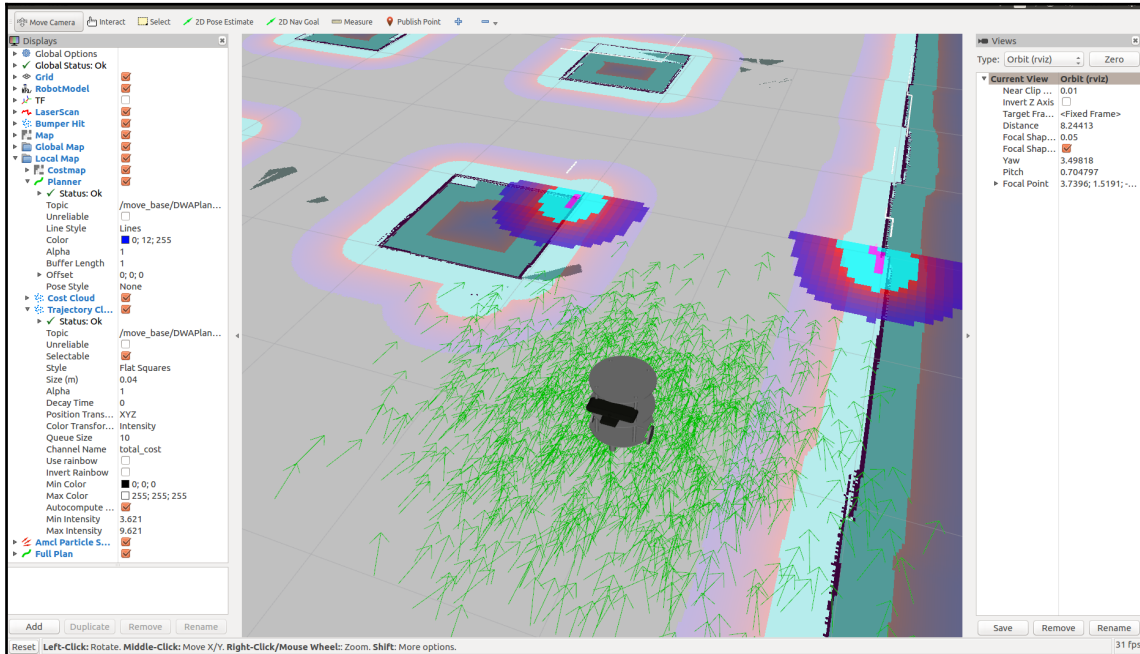 Move Camera Interact Select 2D Pose Estimate 2D Nav Goal Measure Publish Point
Displays
Global Options
Global Status: Ok
Grid
RobotModel
TF
LaserScan
Bumper Hit
Map
Global Map
Local Map
Costmap
Planner
Status: Ok
Topic /move_base/DWAPlan...
Unreliable
Line Style Lines
Color 0; 12; 255
Alpha 1
Buffer Length 1
Offset 0; 0; 0
Pose Style None
Cost Cloud
Trajectory Cl...
Status: Ok
Topic /move_base/DWAPlan...
Unreliable
Selectable
Style Flat Squares
Size (m) 0.04
Alpha 1
Decay Time 0
Position Trans... XYZ
Color Transfor... Intensity
Queue Size 10
Channel Name total_cost
Use rainbow
Invert Rainbow
Min Color 0; 0; 0
Max Color 255; 255; 255
Autocompute ...
Min Intensity 3.621
Max Intensity 9.621
Amcl Particle S...
Full Plan
Add Duplicate Remove Rename
Views
Type: Orbit (rviz) Zero
Current View Orbit (rviz)
Near Clip ... 0.01
Invert Z Axis
Target Fra... <Fixed Frame>
Distance 8.24413
Focal Shap... 0.05
Focal Shap...
Yaw 3.49818
Pitch 0.704797
Focal Point 3.7396; 1.5191; -...
Save Remove Rename
Reset Left-Click: Rotate. Middle-Click: Move X/Y. Right-Click/Mouse Wheel:: Zoom. Shift: More options. 31 fps